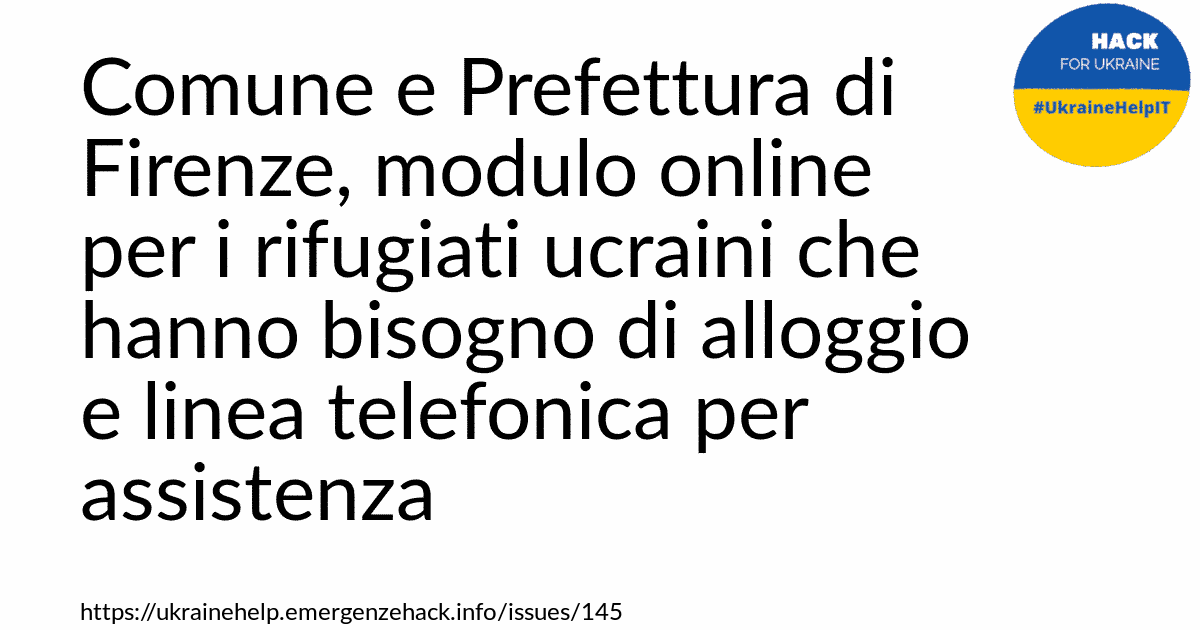 Comune e Prefettura di
Firenze, modulo online
per i rifugiati ucraini che
hanno bisogno di alloggio
e linea telefonica per
assistenza
HACK
FOR UKRAINE
#UkraineHelpIT
https://ukrainehelp.emergenzehack.info/issues/145